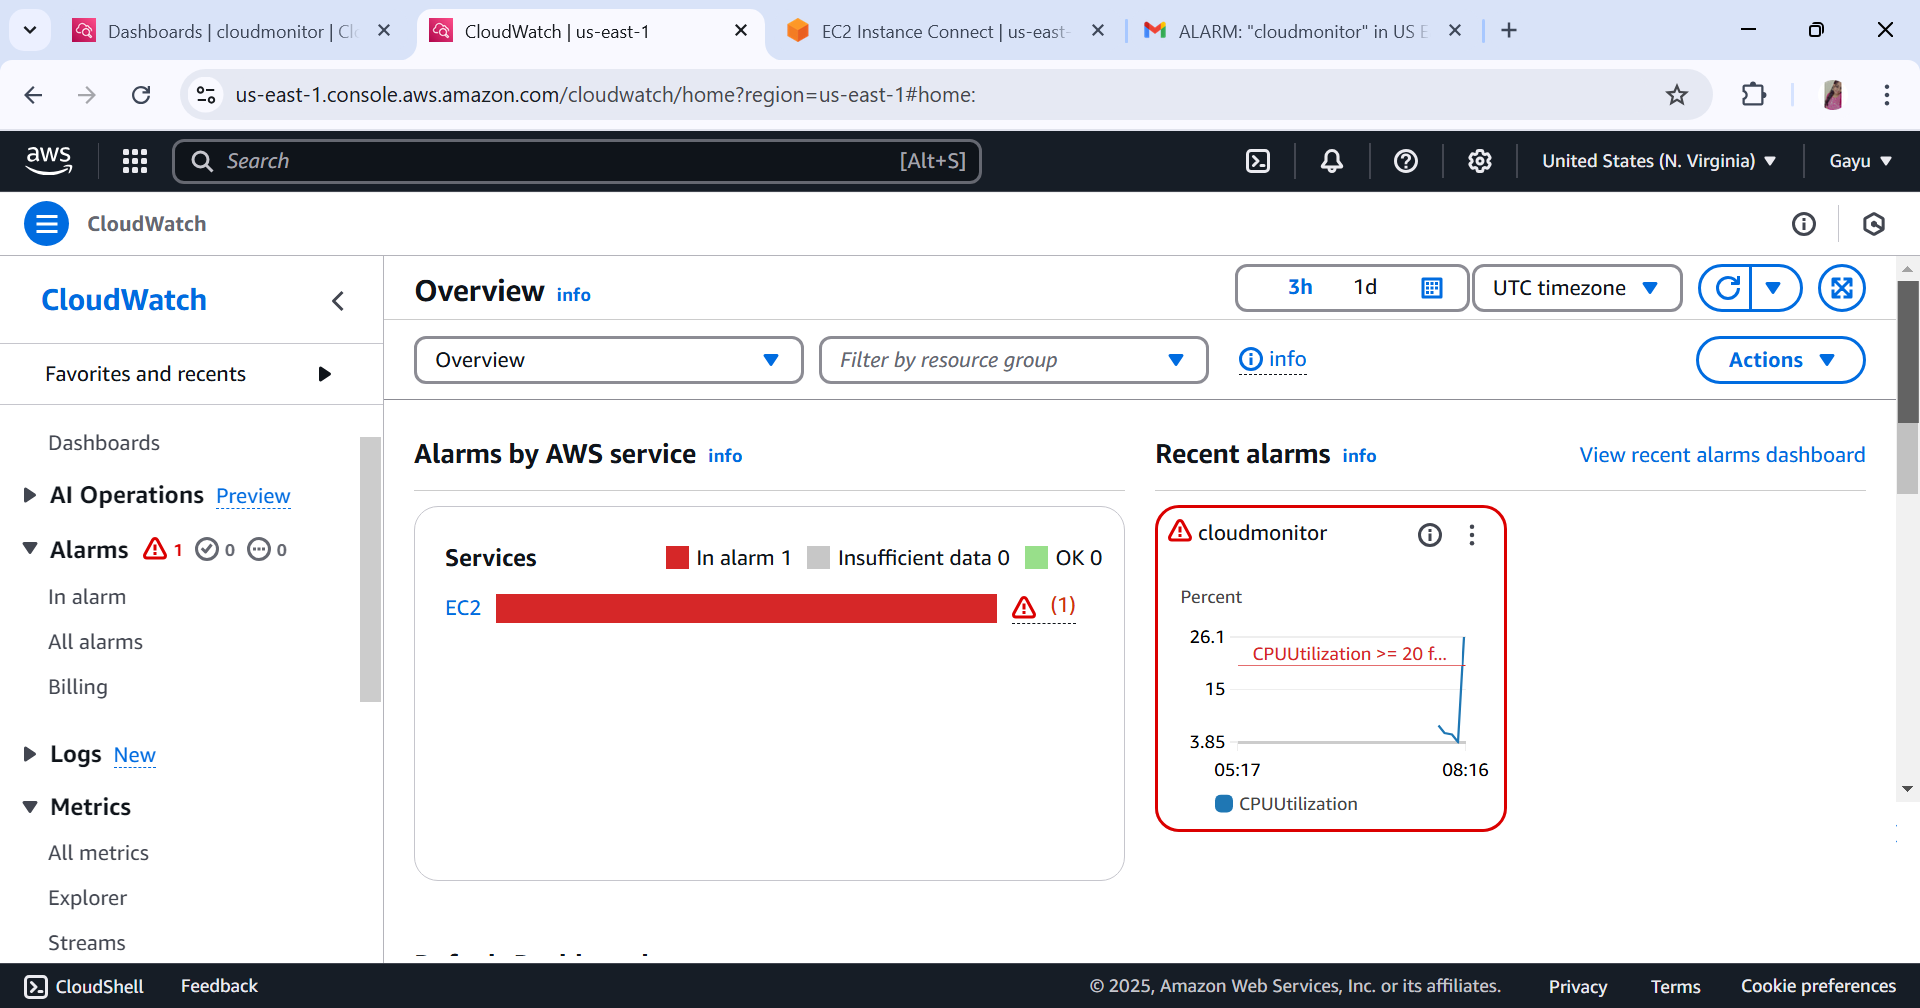 Dashboards | cloudmonitor | Cl
CloudWatch | us-east-1
EC2 Instance Connect | us-east-
ALARM: "cloudmonitor" in US E
us-east-1.console.aws.amazon.com/cloudwatch/home?region=us-east-1#home:
aws
Search
[Alt+S]
United States (N. Virginia)
Gayu
CloudWatch
CloudWatch
Favorites and recents
Dashboards
AI Operations Preview
Alarms 1 0 0
In alarm
All alarms
Billing
Logs New
Metrics
All metrics
Explorer
Streams
Overview info
3h 1d
UTC timezone
Overview
Filter by resource group
info
Actions
Alarms by AWS service info
Services
In alarm 1 Insufficient data 0 OK 0
EC2 (1)
Recent alarms info
View recent alarms dashboard
cloudmonitor
Percent
26.1
CPUUtilization >= 20 f...
15
3.85
05:17 08:16
CPUUtilization
CloudShell Feedback
© 2025, Amazon Web Services, Inc. or its affiliates. Privacy Terms Cookie preferences